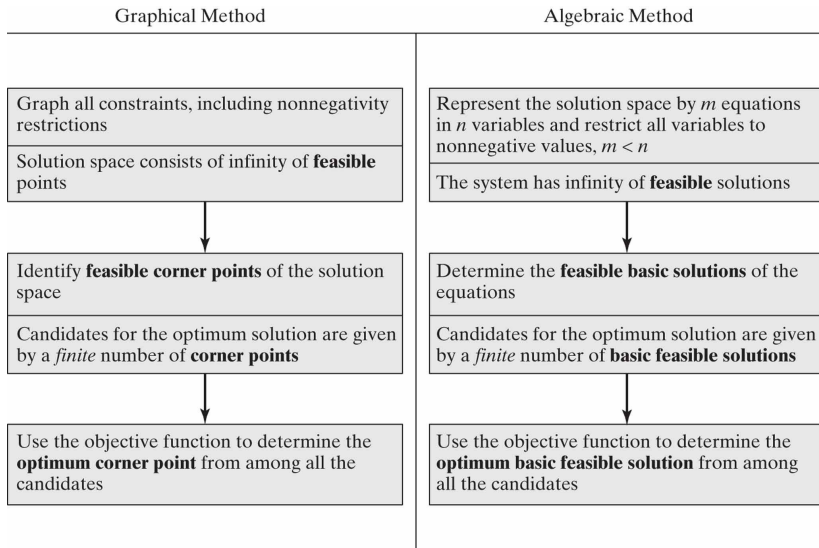 Graphical Method
Graph all constraints, including nonnegativity
restrictions
Solution space consists of infinity of feasible
points
Identify feasible corner points of the solution
space
Candidates for the optimum solution are given
by a finite number of corner points
Use the objective function to determine the
optimum corner point from among all the
candidates
Algebraic Method
Represent the solution space by m equations
in n variables and restrict all variables to
nonnegative values, m < n
The system has infinity of feasible solutions
Determine the feasible basic solutions of the
equations
Candidates for the optimum solution are given
by a finite number of basic feasible solutions
Use the objective function to determine the
optimum basic feasible solution from among
all the candidates